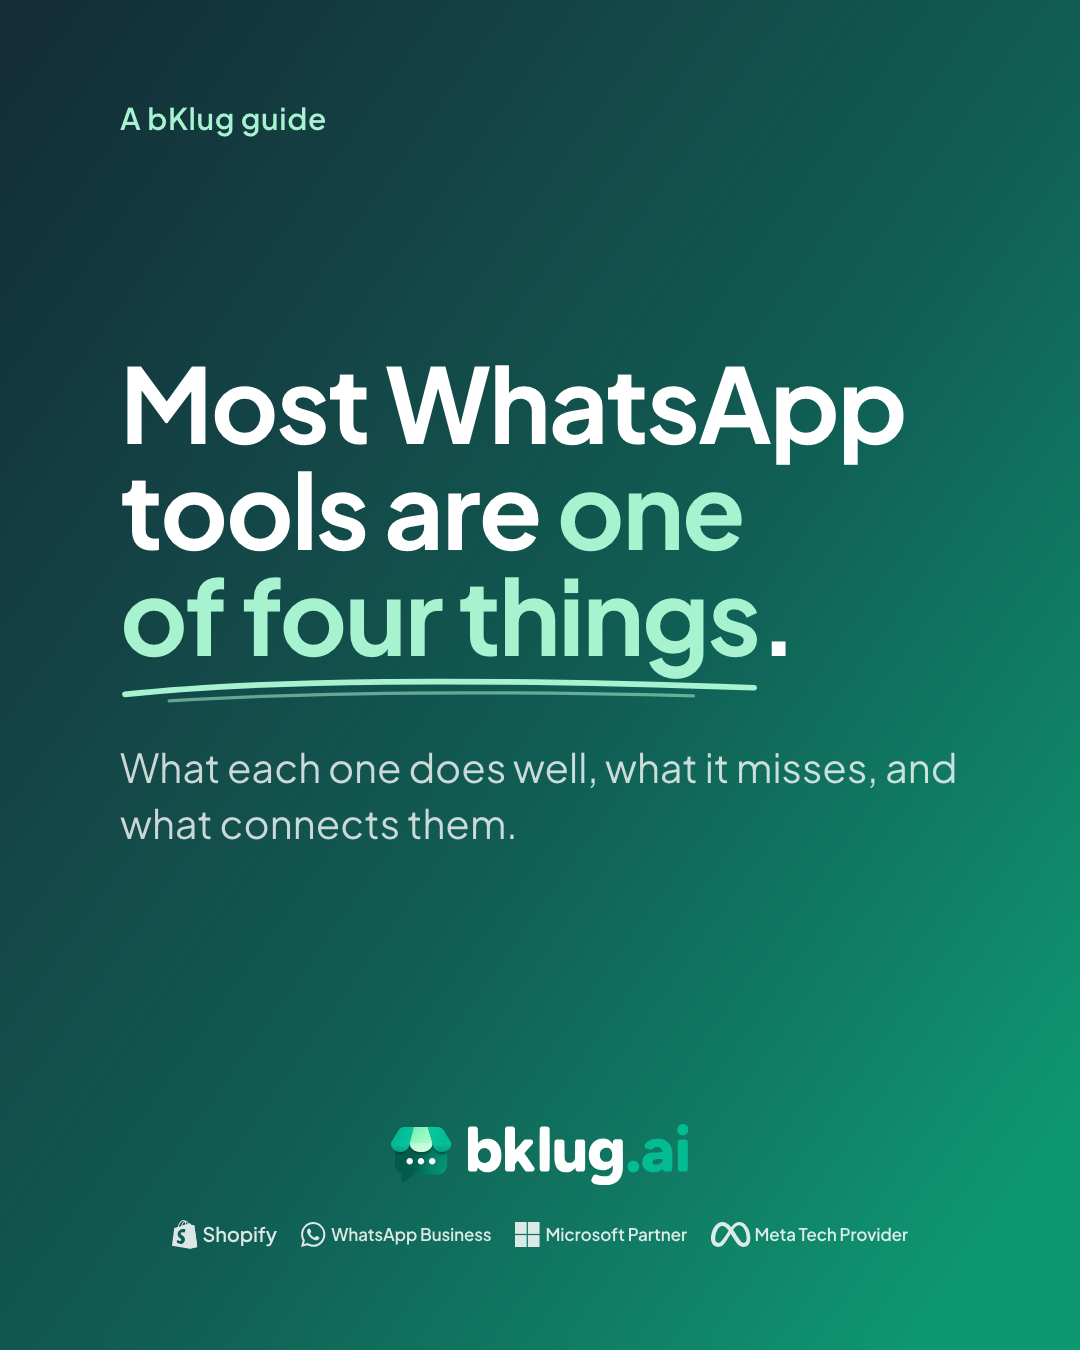 A bKlug guide
Most WhatsApp
tools are one
of four things.
What each one does well, what it misses, and
what connects them.
bklug.ai
Shopify WhatsApp Business Microsoft Partner Meta Tech Provider